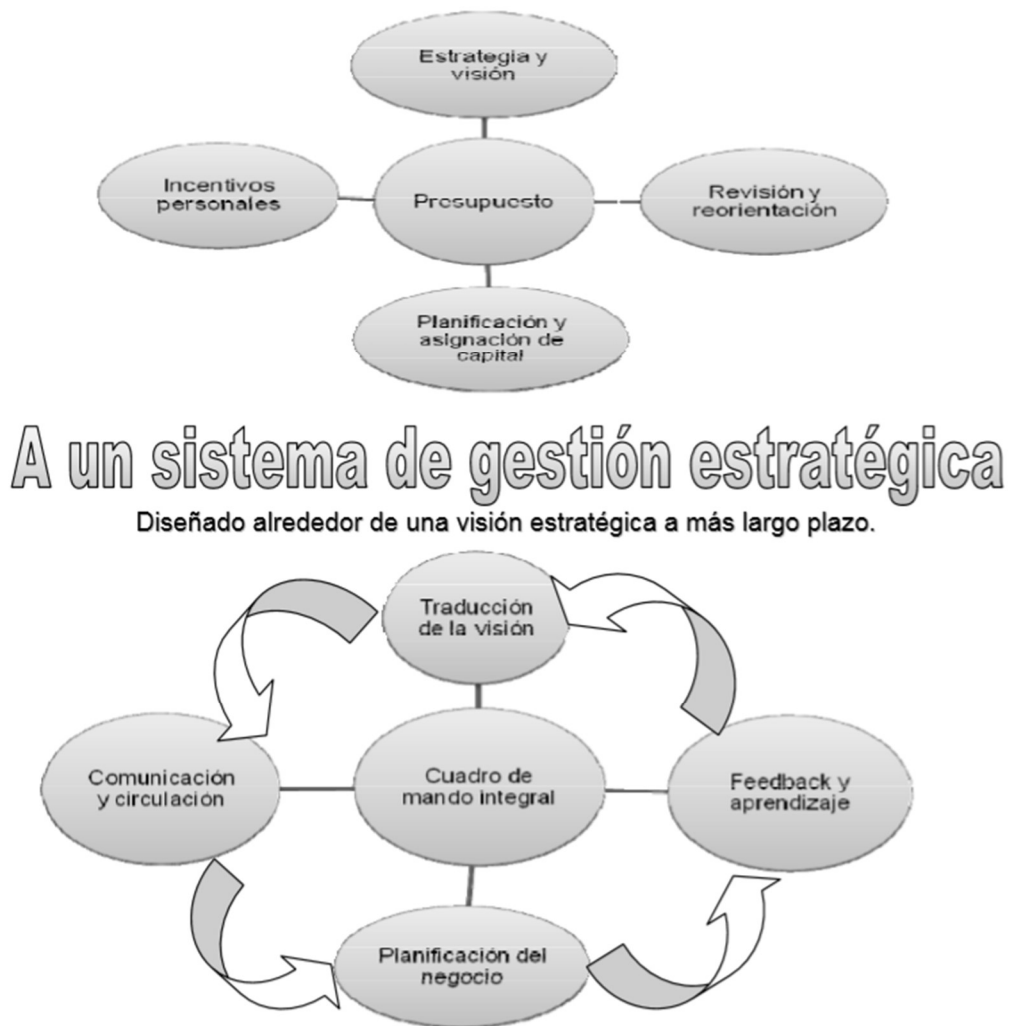 Estrategia y
visión
Incentivos
personales
Presupuesto
Revisión y
reorientación
Planificación y
asignación de
capital
A un sistema de gestión estratégica
Diseñado alrededor de una visión estratégica a más largo plazo.
Traducción
de la visión
Comunicación
y circulación
Cuadro de
mando integral
Feedback y
aprendizaje
Planificación del
negocio